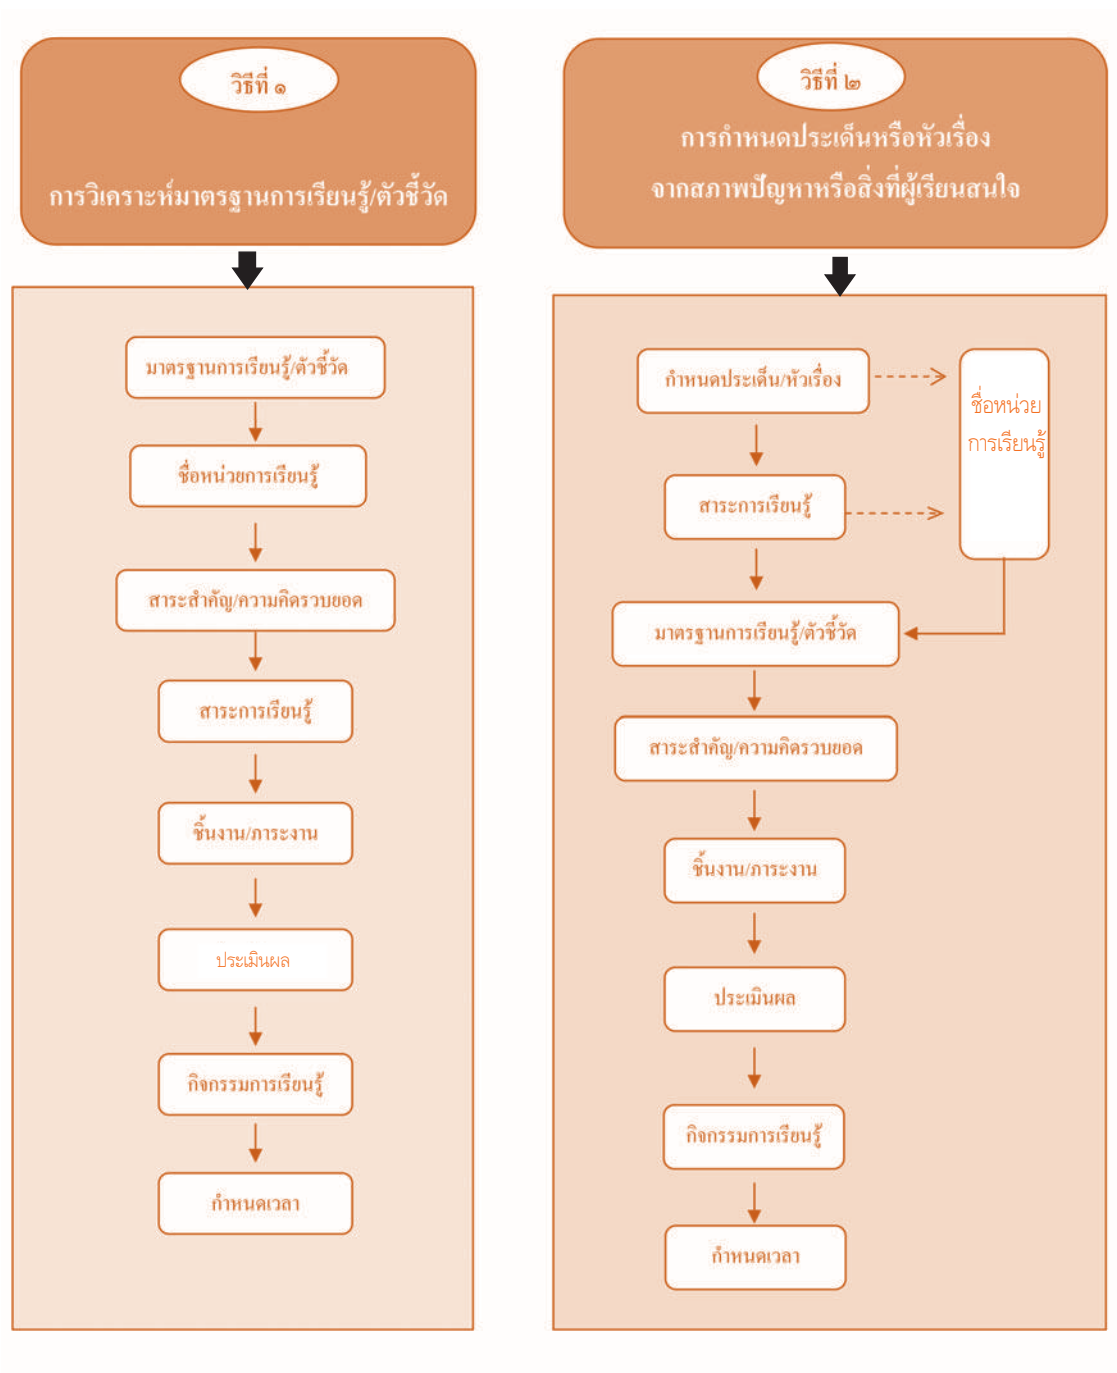 วิธีที่ ๑
การวิเคราะห์มาตรฐานการเรียนรู้/ตัวชี้วัด
มาตรฐานการเรียนรู้/ตัวชี้วัด
ชื่อหน่วยการเรียนรู้
สาระสำคัญ/ความคิดรวบยอด
สาระการเรียนรู้
ชิ้นงาน/ภาระงาน
ประเมินผล
กิจกรรมการเรียนรู้
กำหนดเวลา
วิธีที่ ๒
การกำหนดประเด็นหรือหัวเรื่อง
จากสภาพปัญหาหรือสิ่งที่ผู้เรียนสนใจ
กำหนดประเด็น/หัวเรื่อง
ชื่อหน่วย
การเรียนรู้
สาระการเรียนรู้
มาตรฐานการเรียนรู้/ตัวชี้วัด
สาระสำคัญ/ความคิดรวบยอด
ชิ้นงาน/ภาระงาน
ประเมินผล
กิจกรรมการเรียนรู้
กำหนดเวลา